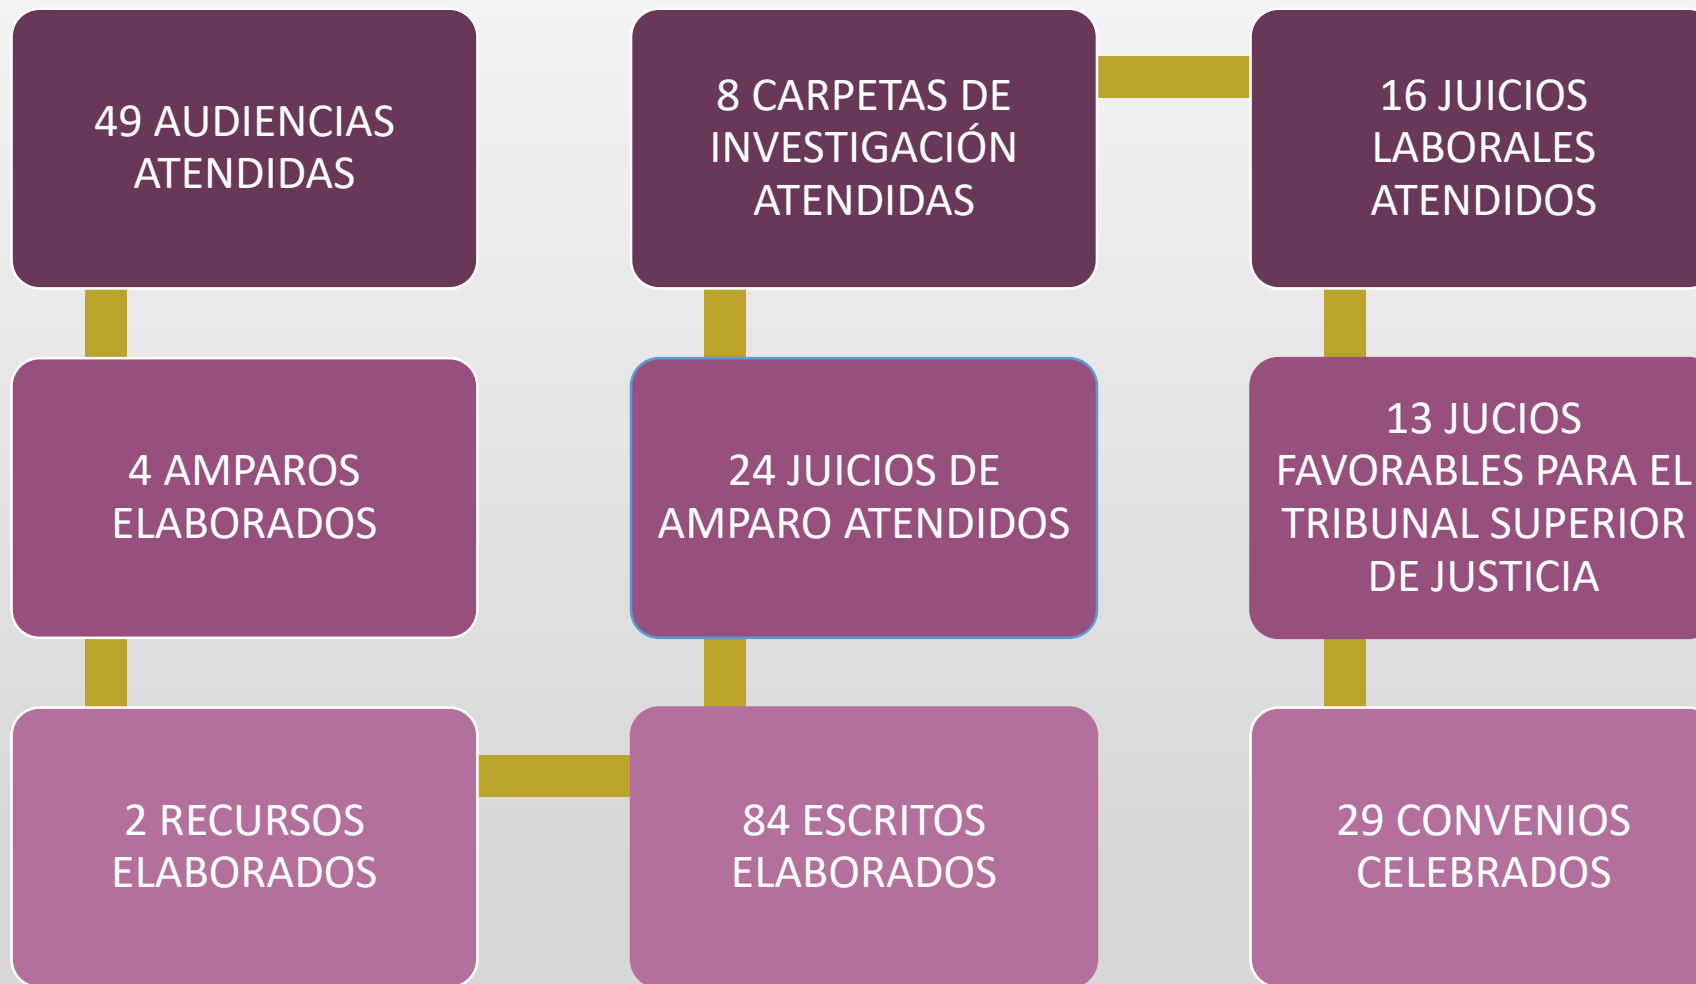 49 AUDIENCIAS
ATENDIDAS
4 AMPAROS
ELABORADOS
2 RECURSOS
ELABORADOS
84 ESCRITOS
ELABORADOS
24 JUICIOS DE
AMPARO ATENDIDOS
8 CARPETAS DE
INVESTIGACIÓN
ATENDIDAS
16 JUICIOS
LABORALES
ATENDIDOS
13 JUCIOS
FAVORABLES PARA EL
TRIBUNAL SUPERIOR
DE JUSTICIA
29 CONVENIOS
CELEBRADOS